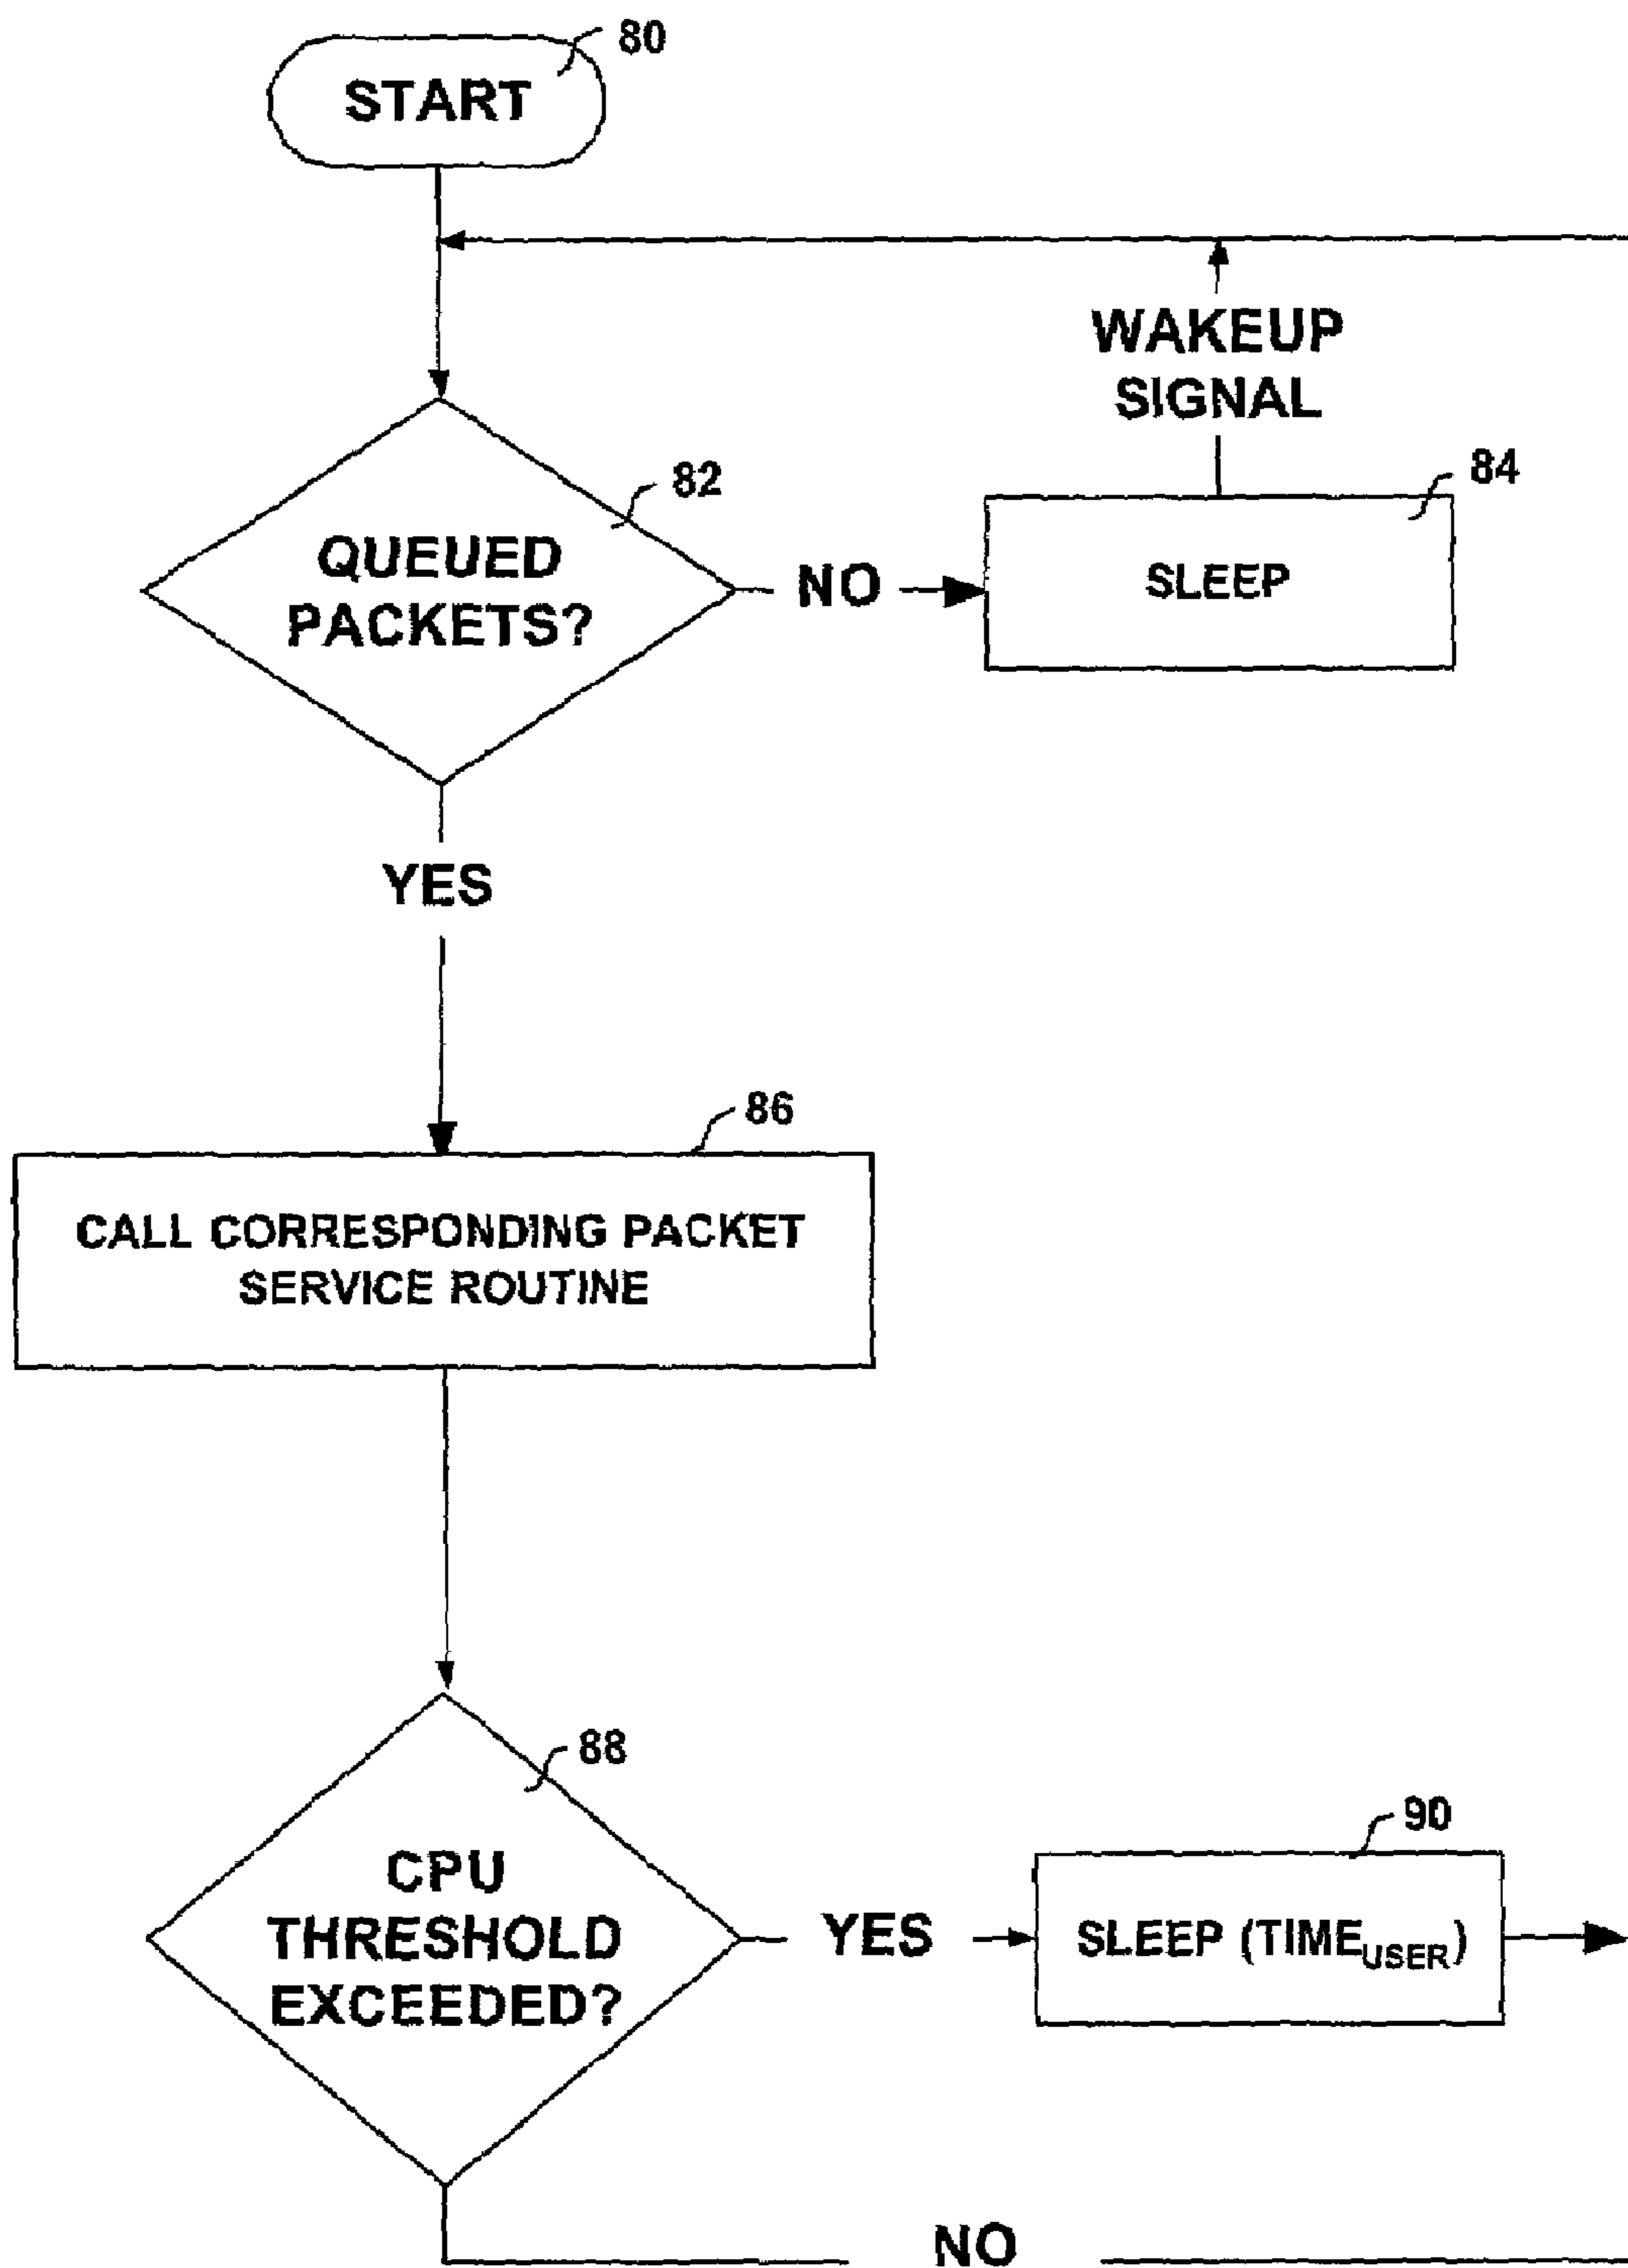 80
START
WAKEUP
SIGNAL
82
84
QUEUED
PACKETS?
NO
SLEEP
YES
86
CALL CORRESPONDING PACKET
SERVICE ROUTINE
88
90
CPU
THRESHOLD
EXCEEDED?
YES
SLEEP (TIME_USER)
NO